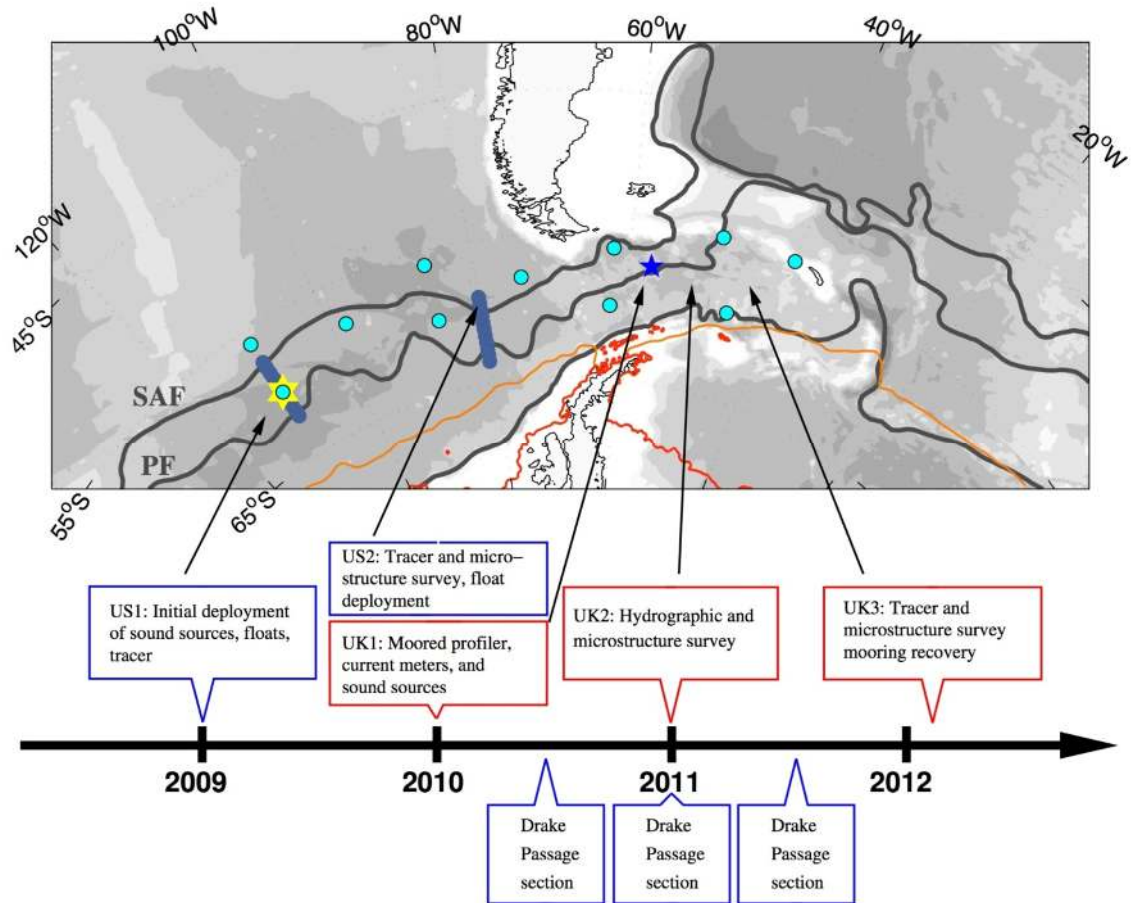 100°W
80°W
60°W
40°W
20°W
120°W
45°S
SAF
PF
55°S
65°S
US1: Initial deployment
of sound sources, floats,
tracer
US2: Tracer and micro–
structure survey, float
deployment
UK1: Moored profiler,
current meters, and
sound sources
UK2: Hydrographic and
microstructure survey
UK3: Tracer and
microstructure survey
mooring recovery
2009
2010
2011
2012
Drake
Passage
section
Drake
Passage
section
Drake
Passage
section